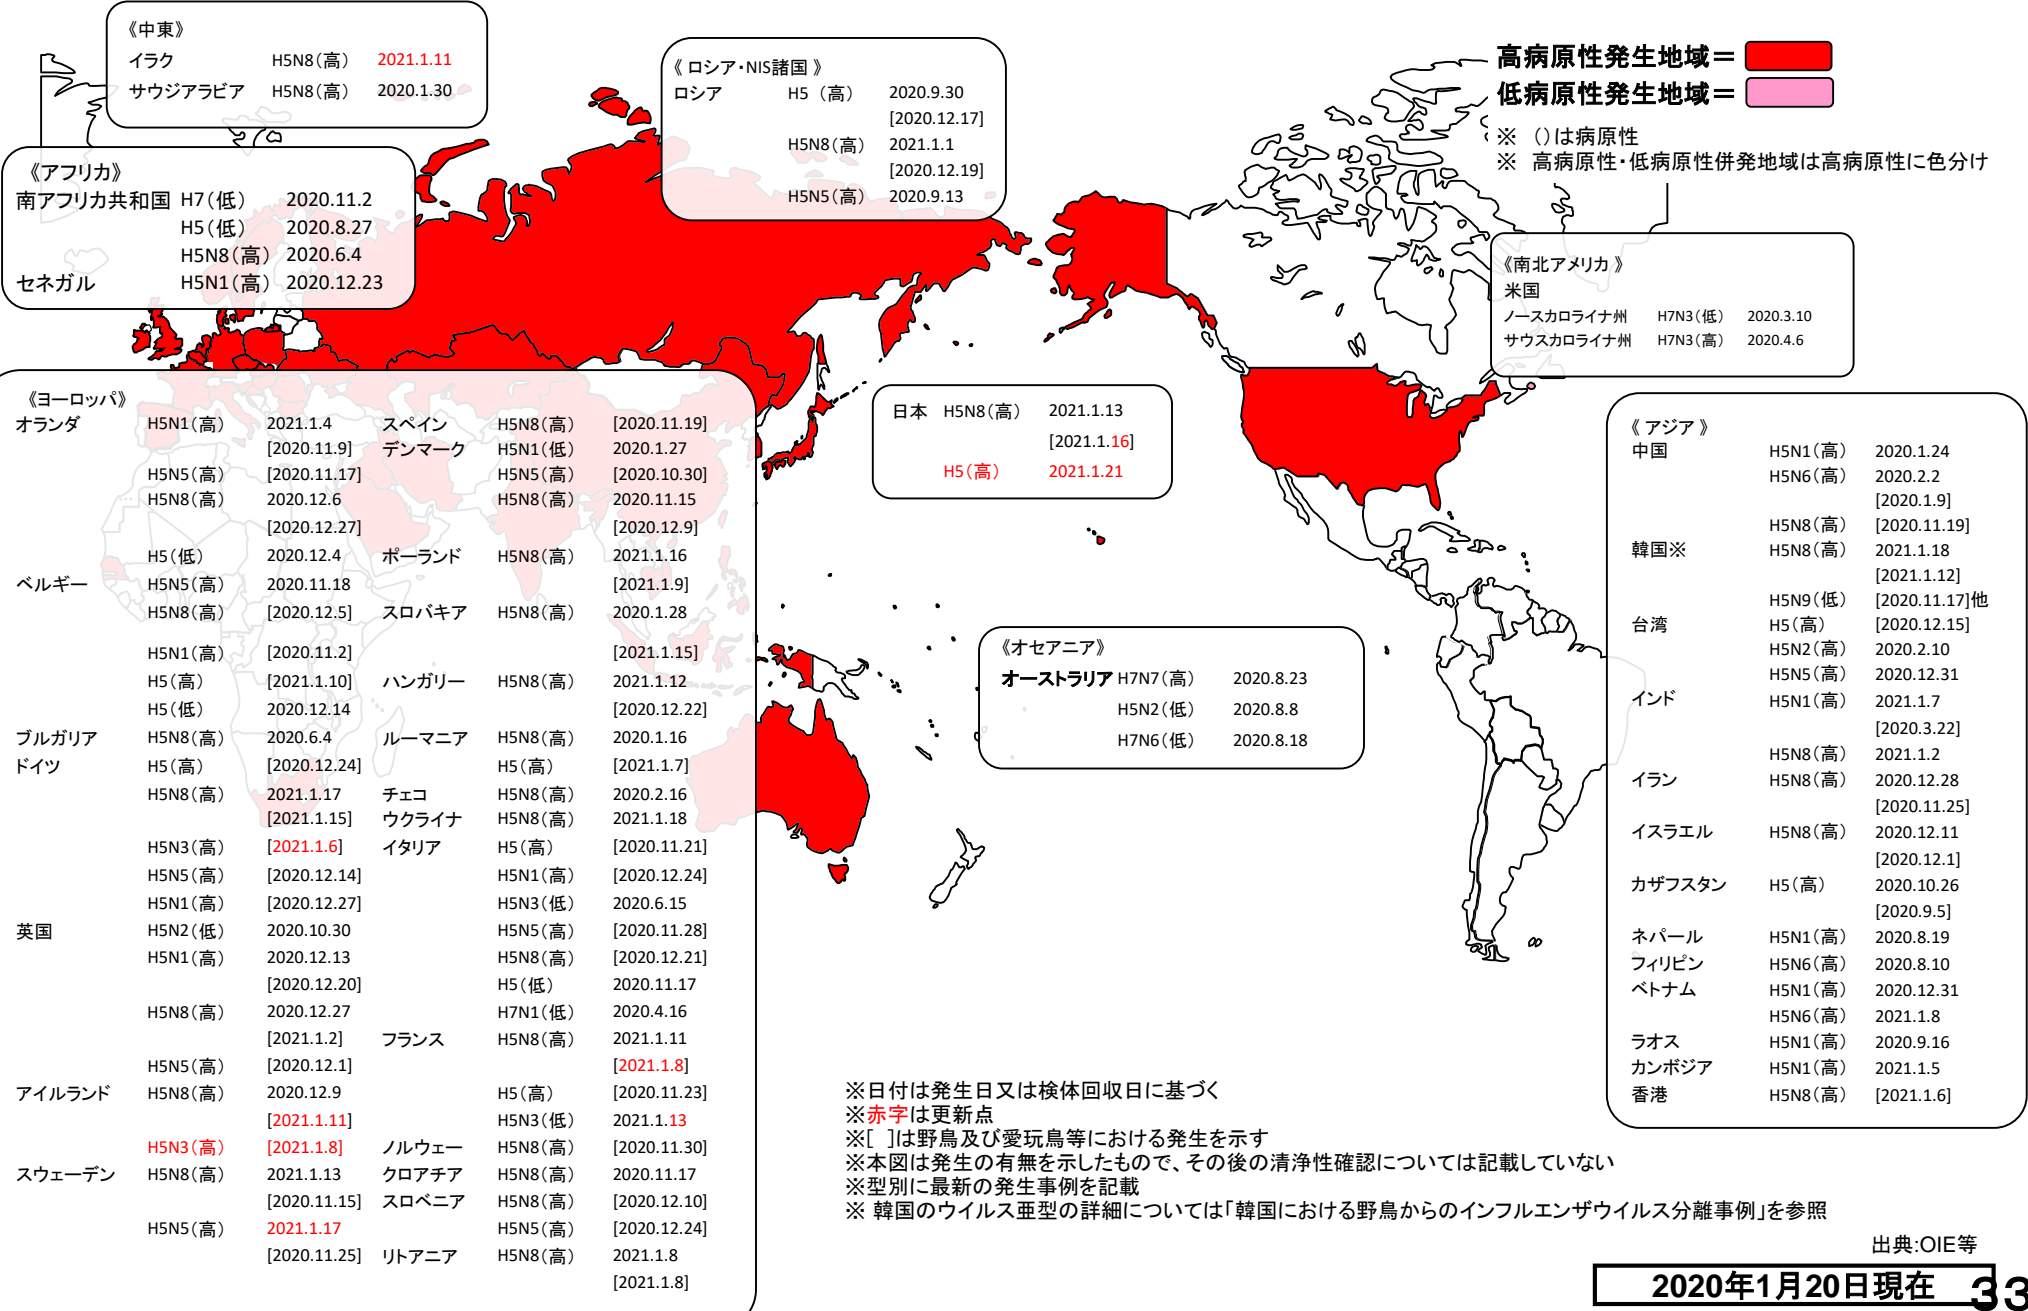 《中東》
イラク H5N8(高) 2021.1.11
サウジアラビア H5N8(高) 2020.1.30
《アフリカ》
南アフリカ共和国 H7(低) 2020.11.2
H5(低) 2020.8.27
H5N8(高) 2020.6.4
セネガル H5N1(高) 2020.12.23
《 ロシア・NIS諸国 》
ロシア H5 (高) 2020.9.30
[2020.12.17]
H5N8(高) 2021.1.1
[2020.12.19]
H5N5(高) 2020.9.13
高病原性発生地域＝
低病原性発生地域＝
※ ()は病原性
※ 高病原性・低病原性併発地域は高病原性に色分け
《南北アメリカ 》
米国
ノースカロライナ州 H7N3(低) 2020.3.10
サウスカロライナ州 H7N3(高) 2020.4.6
《ヨーロッパ》
オランダ H5N1(高) 2021.1.4 スペイン H5N8(高) [2020.11.19]
[2020.11.9] デンマーク H5N1(低) 2020.1.27
H5N5(高) [2020.11.17] H5N5(高) [2020.10.30]
H5N8(高) 2020.12.6 H5N8(高) 2020.11.15
[2020.12.27] [2020.12.9]
H5(低) 2020.12.4 ポーランド H5N8(高) 2021.1.16
ベルギー H5N5(高) 2020.11.18 [2021.1.9]
H5N8(高) [2020.12.5] スロバキア H5N8(高) 2020.1.28
H5N1(高) [2020.11.2] [2021.1.15]
H5(高) [2021.1.10] ハンガリー H5N8(高) 2021.1.12
H5(低) 2020.12.14 [2020.12.22]
ブルガリア H5N8(高) 2020.6.4 ルーマニア H5N8(高) 2020.1.16
ドイツ H5(高) [2020.12.24] H5(高) [2021.1.7]
H5N8(高) 2021.1.17 チェコ H5N8(高) 2020.2.16
[2021.1.15] ウクライナ H5N8(高) 2021.1.18
H5N3(高) [2021.1.6] イタリア H5(高) [2020.11.21]
H5N5(高) [2020.12.14] H5N1(高) [2020.12.24]
H5N1(高) [2020.12.27] H5N3(低) 2020.6.15
英国 H5N2(低) 2020.10.30 H5N5(高) [2020.11.28]
H5N1(高) 2020.12.13 H5N8(高) [2020.12.21]
[2020.12.20] H5(低) 2020.11.17
H5N8(高) 2020.12.27 H7N1(低) 2020.4.16
[2021.1.2] フランス H5N8(高) 2021.1.11
H5N5(高) [2020.12.1] [2021.1.8]
アイルランド H5N8(高) 2020.12.9 H5(高) [2020.11.23]
[2021.1.11] H5N3(低) 2021.1.13
H5N3(高) [2021.1.8] ノルウェー H5N8(高) [2020.11.30]
スウェーデン H5N8(高) 2021.1.13 クロアチア H5N8(高) 2020.11.17
[2020.11.15] スロベニア H5N8(高) [2020.12.10]
H5N5(高) 2021.1.17 H5N5(高) [2020.12.24]
[2020.11.25] リトアニア H5N8(高) 2021.1.8
[2021.1.8]
日本 H5N8(高) 2021.1.13
[2021.1.16]
H5(高) 2021.1.21
《オセアニア》
オーストラリア H7N7(高) 2020.8.23
H5N2(低) 2020.8.8
H7N6(低) 2020.8.18
《 アジア 》
中国 H5N1(高) 2020.1.24
H5N6(高) 2020.2.2
[2020.1.9]
H5N8(高) [2020.11.19]
韓国※ H5N8(高) 2021.1.18
[2021.1.12]
H5N9(低) [2020.11.17]他
台湾 H5(高) [2020.12.15]
H5N2(高) 2020.2.10
H5N5(高) 2020.12.31
インド H5N1(高) 2021.1.7
[2020.3.22]
H5N8(高) 2021.1.2
イラン H5N8(高) 2020.12.28
[2020.11.25]
イスラエル H5N8(高) 2020.12.11
[2020.12.1]
カザフスタン H5(高) 2020.10.26
[2020.9.5]
ネパール H5N1(高) 2020.8.19
フィリピン H5N6(高) 2020.8.10
ベトナム H5N1(高) 2020.12.31
H5N6(高) 2021.1.8
ラオス H5N1(高) 2020.9.16
カンボジア H5N1(高) 2021.1.5
香港 H5N8(高) [2021.1.6]
※日付は発生日又は検体回収日に基づく
※赤字は更新点
※[ ]は野鳥及び愛玩鳥等における発生を示す
※本図は発生の有無を示したもので、その後の清浄性確認については記載していない
※型別に最新の発生事例を記載
※ 韓国のウイルス亜型の詳細については「韓国における野鳥からのインフルエンザウイルス分離事例」を参照
出典:OIE等
2020年1月20日現在
33